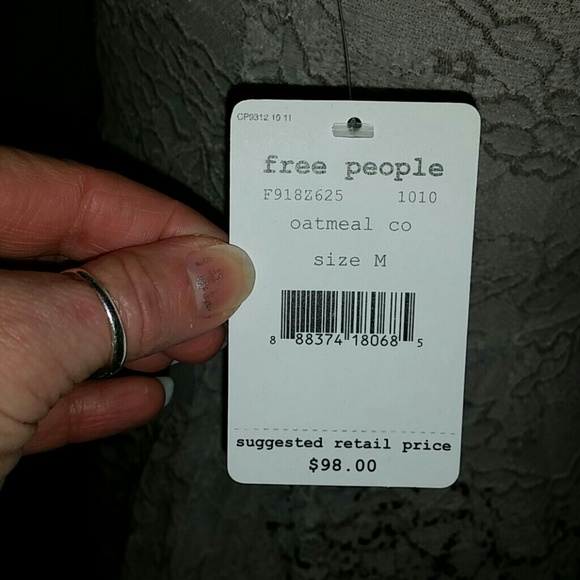 CP9312 10 11
free people
F918Z625 1010
oatmeal co
size M
8 88374 18068 5
suggested retail price
$98.00